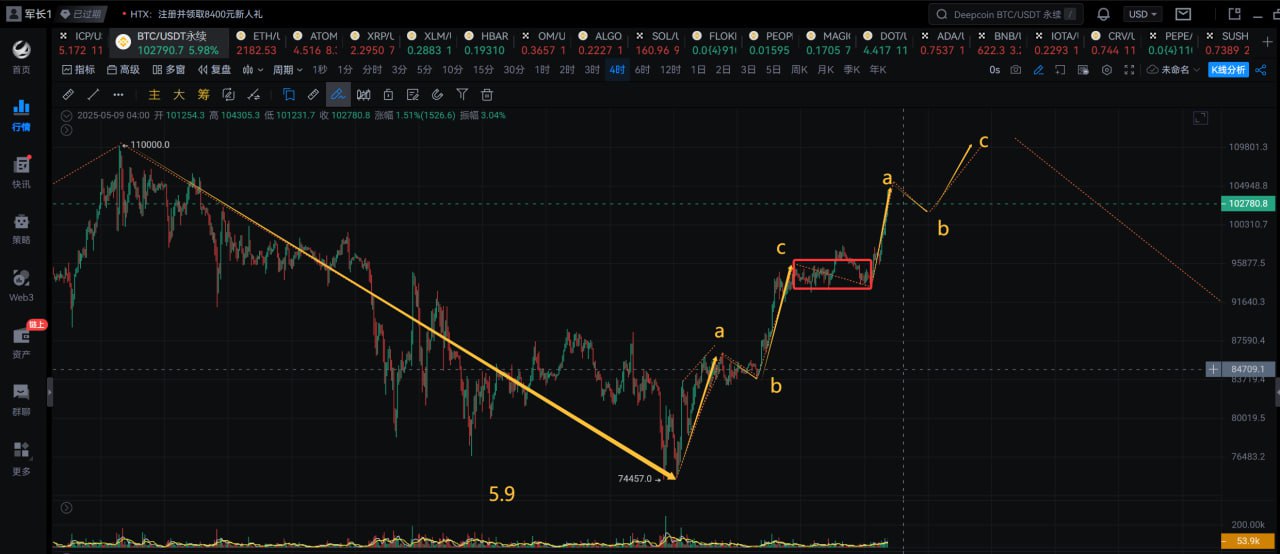 军长1 已过期 HTX：注册并领取8400元新人礼 Deepcoin BTC/USDT 永续 / USD
ICP/U BTC/USDT永续 ETH/U ATOM XRP/U XLM/U HBAR OM/U ALGO SOL/U FLOKI PEOPI MAGIC DOT/U ADA/U BNB/U IOTA/U CRV/U PEPE/ SUSH
5.172 11 102790.7 5.98% 2182.53 4.516 8. 2.2950 7 0.2883 1 0.19310 0.3657 1 0.2227 1 160.96 9 0.0{4}91 0.01595 0.1705 7 4.417 11 0.7537 1 622.3 3. 0.2293 1 0.744 11 0.0{4}11 0.7389 2
首页
行情
快讯
策略
Web3
链上
资产
群聊
更多
指标 高级 多窗 复盘 周期 1秒 1分 分时 3分 5分 10分 15分 30分 1时 2时 3时 4时 6时 12时 1日 2日 3日 5日 周K 月K 季K 年K 0s 未命名 K线分析
主 大 筹
2025-05-09 04:00 开 101254.3 高 104305.3 低 101231.7 收 102780.8 涨幅 1.51%(1526.6) 振幅 3.04%
110000.0
c
109801.3
a
104948.8
102780.8
b
100310.7
c
95877.5
91640.3
a
87590.4
84709.1
b
83719.4
80019.5
76483.2
74457.0
5.9
200.00k
53.9k